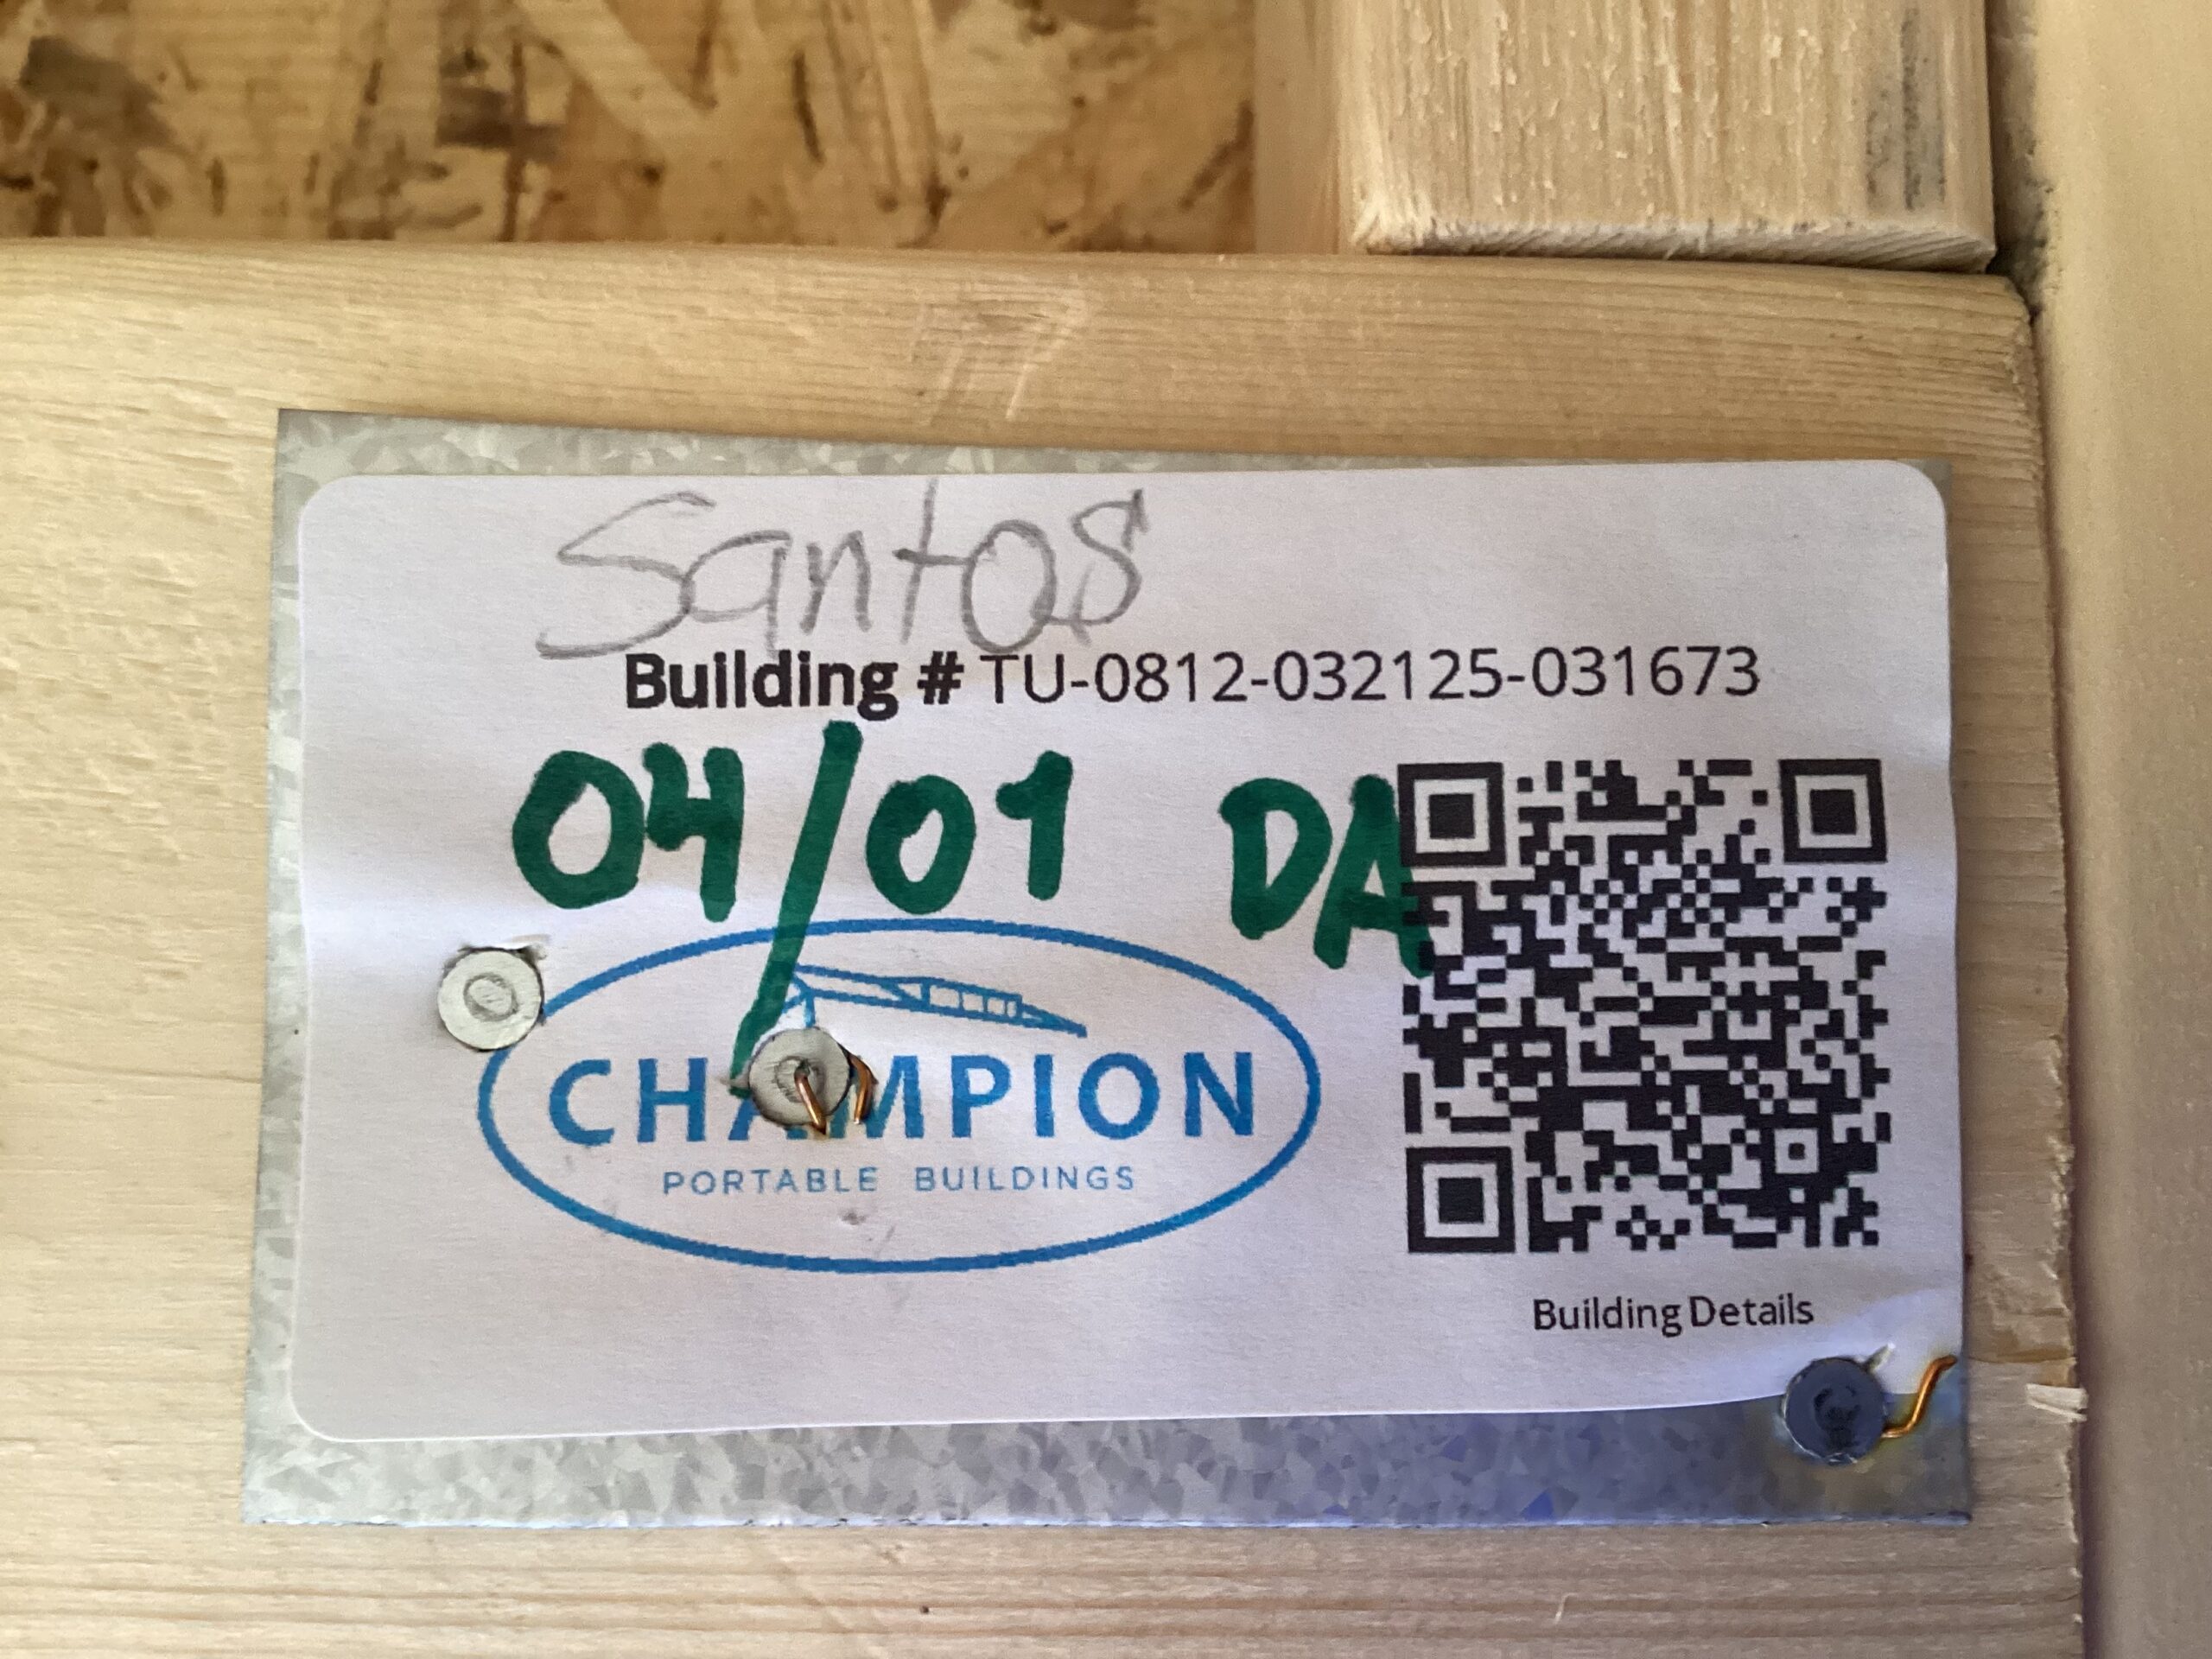 Santos
Building # TU-0812-032125-031673
04/01 DA
CHAMPION
PORTABLE BUILDINGS
Building Details